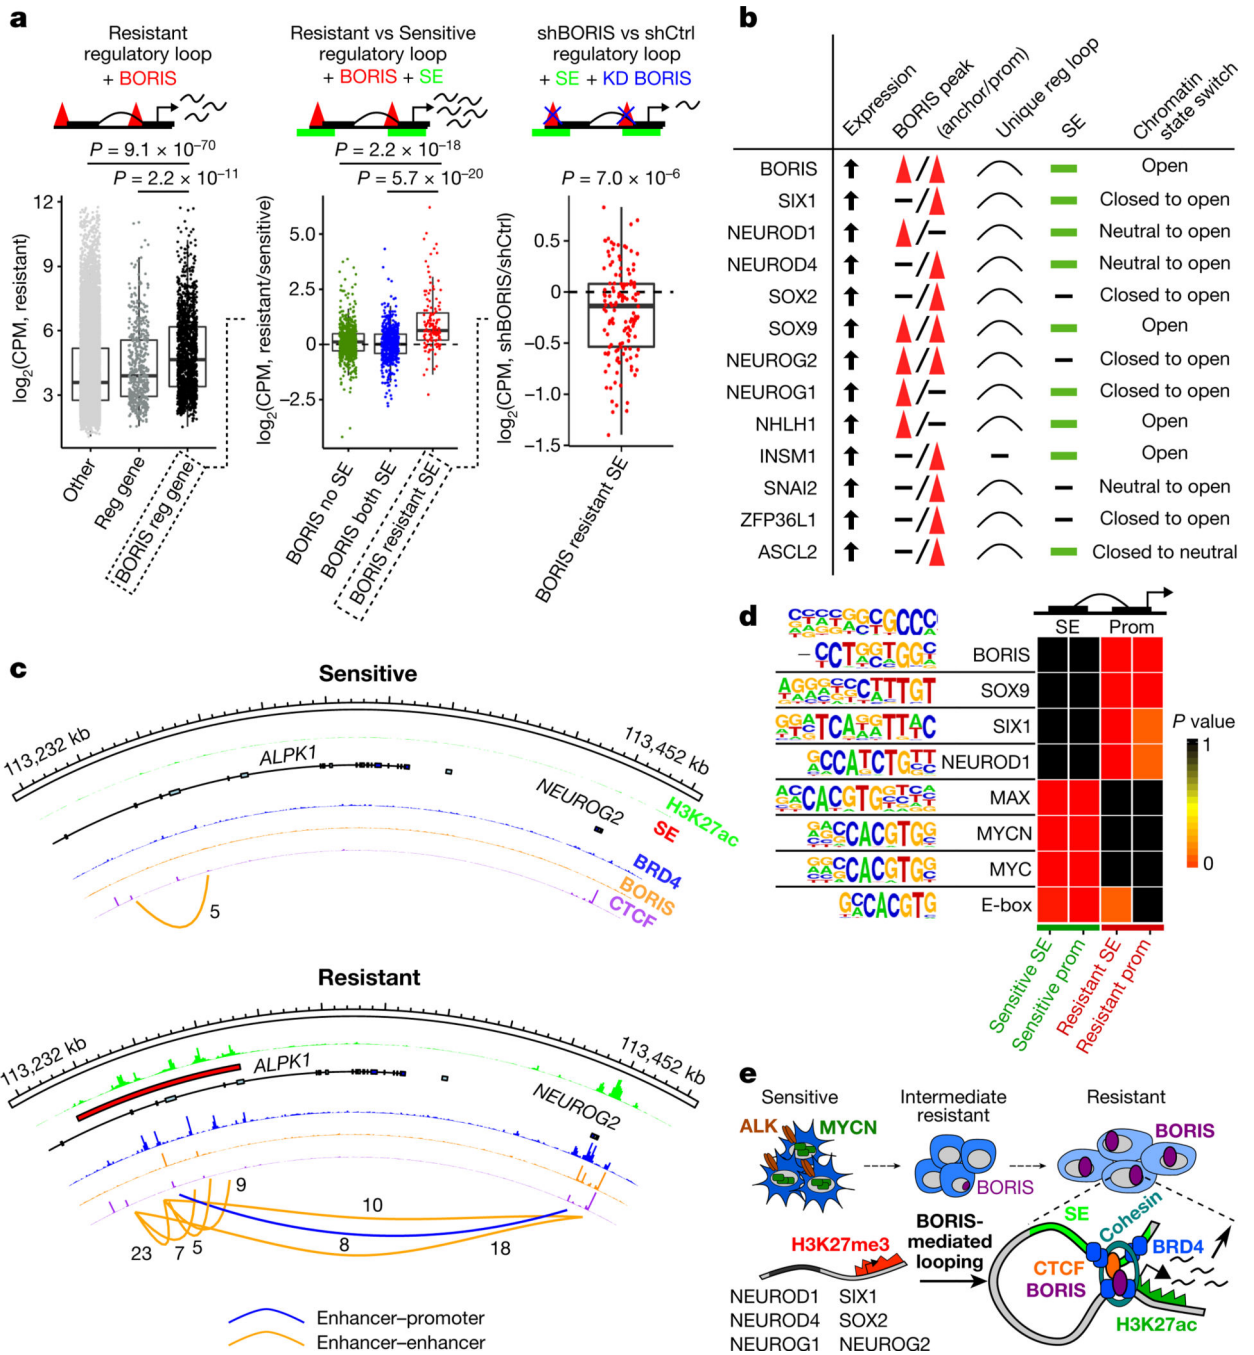 a
Resistant
regulatory loop
+ BORIS
Resistant vs Sensitive
regulatory loop
+ BORIS + SE
shBORIS vs shCtrl
regulatory loop
+ SE + KD BORIS
P = 9.1 × 10⁻⁷⁰
P = 2.2 × 10⁻¹¹
P = 2.2 × 10⁻¹⁸
P = 5.7 × 10⁻²⁰
P = 7.0 × 10⁻⁶
log₂(CPM, resistant)
12
9
6
3
Other
Reg gene
BORIS reg gene
log₂(CPM, resistant/sensitive)
5.0
2.5
0
−2.5
BORIS no SE
BORIS both SE
BORIS resistant SE
log₂(CPM, shBORIS/shCtrl)
0.5
0
−0.5
−1.0
−1.5
BORIS resistant SE
b
Expression
BORIS peak
(anchor/prom)
Unique reg loop
SE
Chromatin
state switch
BORIS / Open
SIX1 – / Closed to open
NEUROD1 / – Neutral to open
NEUROD4 – / Neutral to open
SOX2 – / – Closed to open
SOX9 / Open
NEUROG2 / – Closed to open
NEUROG1 / – Closed to open
NHLH1 / – Open
INSM1 – / – Open
SNAI2 – / – Neutral to open
ZFP36L1 – / – Closed to open
ASCL2 – / Closed to neutral
c
Sensitive
113,232 kb
113,452 kb
ALPK1
NEUROG2
H3K27ac
SE
BRD4
BORIS
CTCF
5
Resistant
113,232 kb
113,452 kb
ALPK1
NEUROG2
9
10
23
7
5
8
18
Enhancer–promoter
Enhancer–enhancer
d
SE
Prom
BORIS
SOX9
SIX1
NEUROD1
MAX
MYCN
MYC
E-box
P value
1
0
Sensitive SE
Sensitive prom
Resistant SE
Resistant prom
e
Sensitive
Intermediate
resistant
Resistant
ALK
MYCN
BORIS
BORIS
H3K27me3
BORIS-
mediated
looping
NEUROD1 SIX1
NEUROD4 SOX2
NEUROG1 NEUROG2
SE
Cohesin
BRD4
CTCF
BORIS
H3K27ac